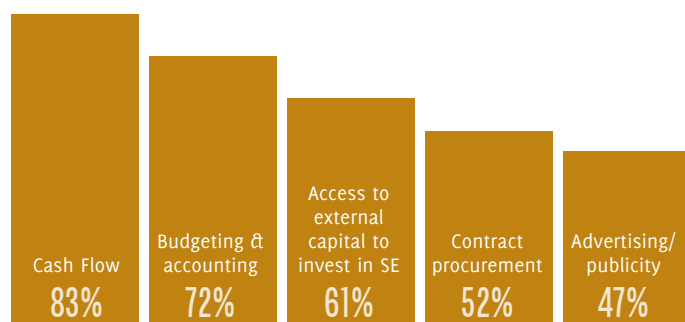 Cash Flow
83%
Budgeting &
accounting
72%
Access to
external
capital to
invest in SE
61%
Contract
procurement
52%
Advertising/
publicity
47%